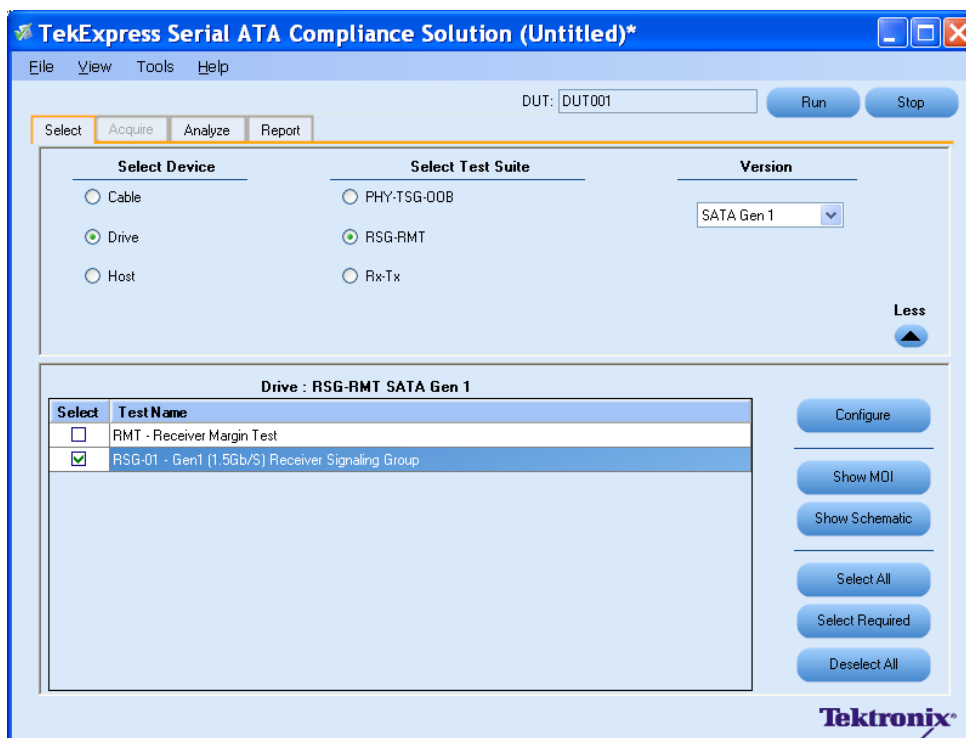 TekExpress Serial ATA Compliance Solution (Untitled)*
File View Tools Help
DUT: DUT001 Run Stop
Select Acquire Analyze Report
Select Device Select Test Suite Version
Cable PHY-TSG-OOB
SATA Gen 1
Drive RSG-RMT
Host Rx-Tx
Less
Drive : RSG-RMT SATA Gen 1
Select Test Name
RMT - Receiver Margin Test
RSG-01 - Gen1 (1.5Gb/S) Receiver Signaling Group
Configure
Show MOI
Show Schematic
Select All
Select Required
Deselect All
Tektronix®